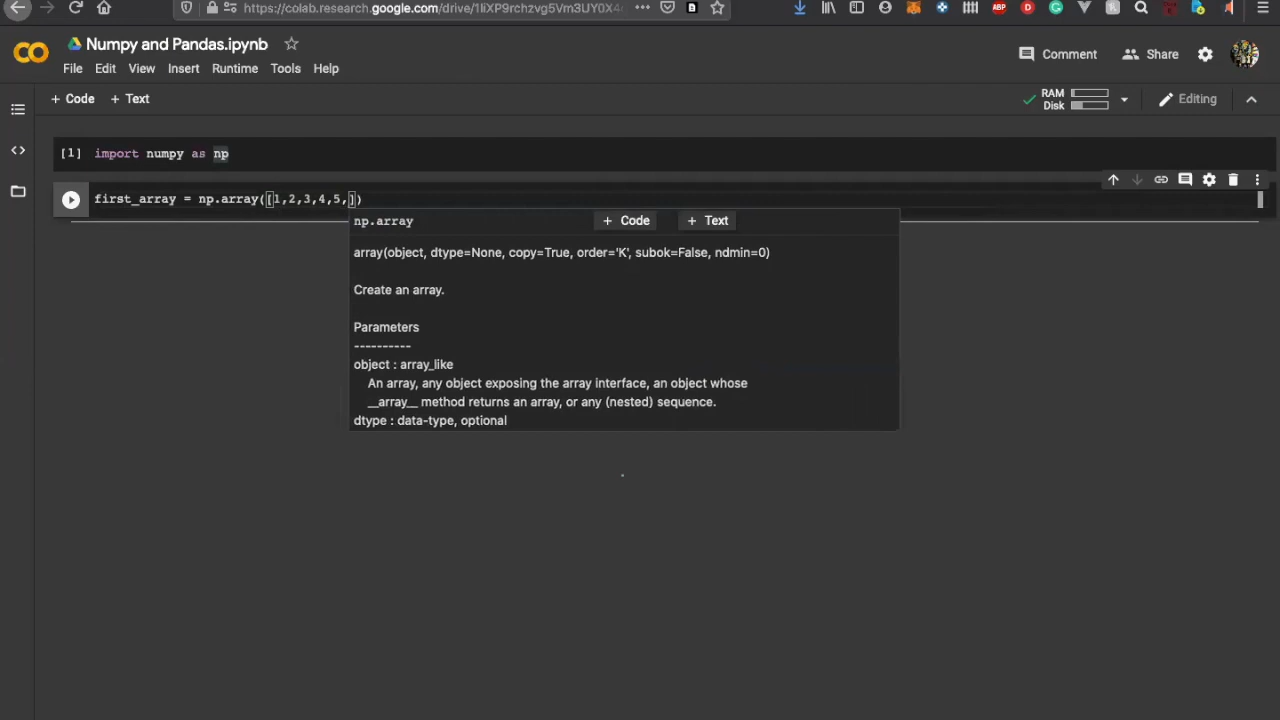 https://colab.research.google.com/drive/1IiXP9rchzvg5Vm3UY0X4
Numpy and Pandas.ipynb
Comment
Share
File Edit View Insert Runtime Tools Help
+ Code + Text
RAM
Disk
Editing
[1] import numpy as np
first_array = np.array([1,2,3,4,5,])
np.array
+ Code + Text
array(object, dtype=None, copy=True, order='K', subok=False, ndmin=0)
Create an array.
Parameters
----------
object : array_like
An array, any object exposing the array interface, an object whose
__array__ method returns an array, or any (nested) sequence.
dtype : data-type, optional